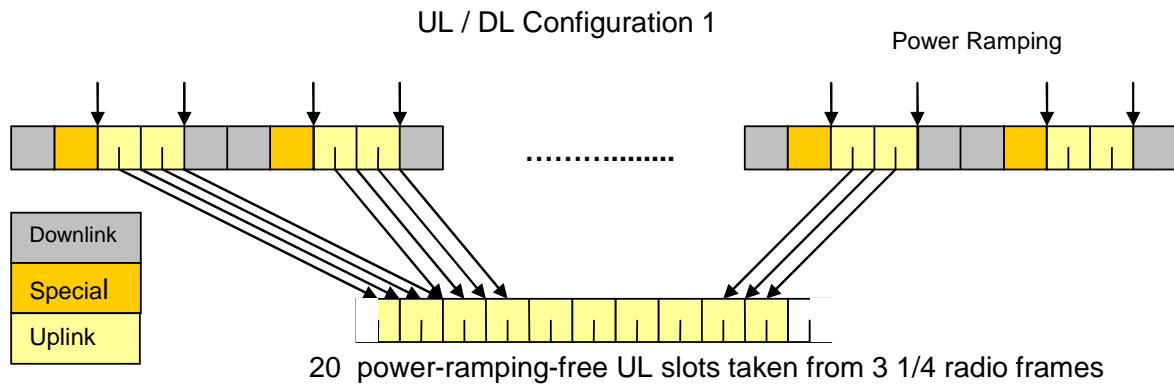 UL / DL Configuration 1
Power Ramping
...................
Downlink
Special
Uplink
20 power-ramping-free UL slots taken from 3 1/4 radio frames